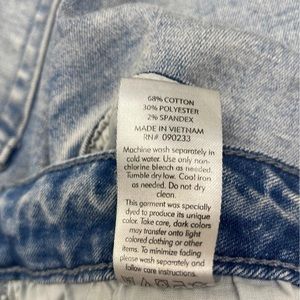 68% COTTON
30% POLYESTER
2% SPANDEX
MADE IN VIETNAM
RN# 090233
Machine wash separately in
cold water. Use only non-
chlorine bleach as needed.
Tumble dry low. Cool iron
as needed. Do not dry
clean.
This garment was specially
dyed to produce its unique
color. Take care, dark colors
may transfer onto light
colored clothing or other
items. To minimize fading
please wash separately and
follow care instructions.